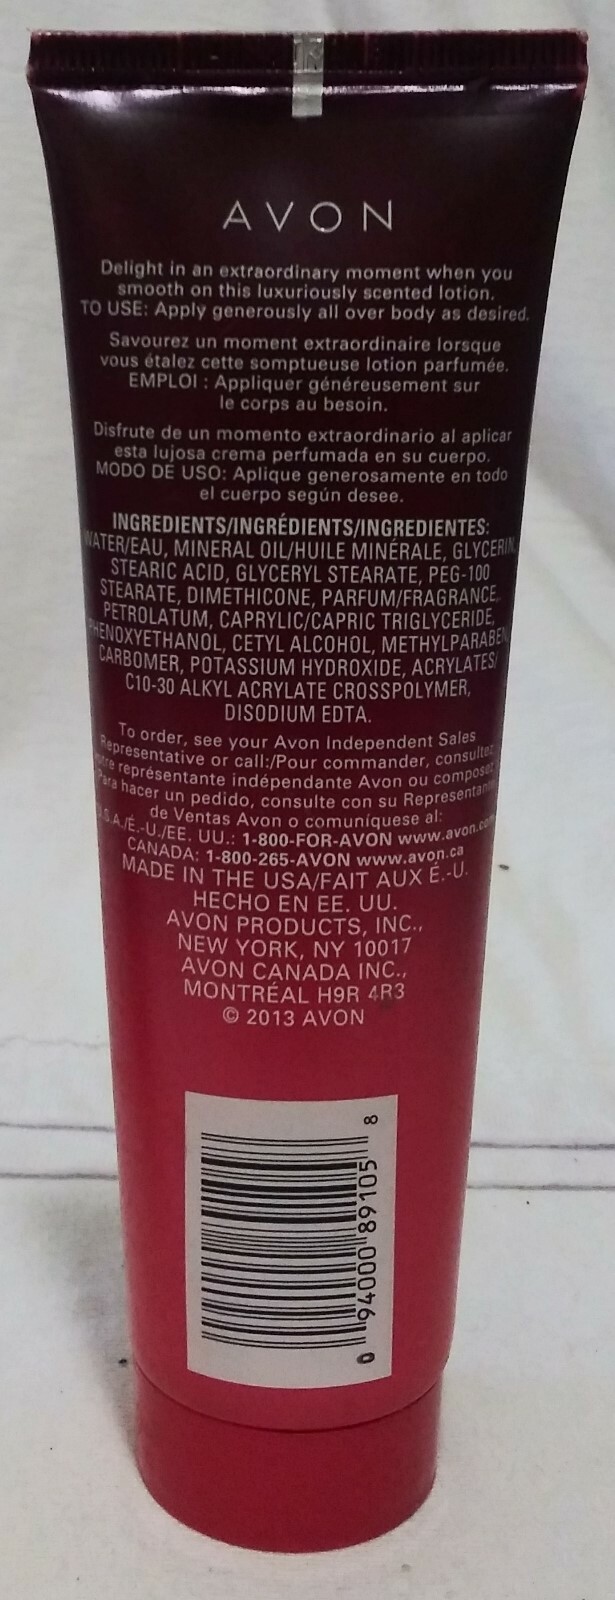 AVON
Delight in an extraordinary moment when you
smooth on this luxuriously scented lotion.
TO USE: Apply generously all over body as desired.
Savourez un moment extraordinaire lorsque
vous étalez cette somptueuse lotion parfumée.
EMPLOI : Appliquer généreusement sur
le corps au besoin.
Disfrute de un momento extraordinario al aplicar
esta lujosa crema perfumada en su cuerpo.
MODO DE USO: Aplique generosamente en todo
el cuerpo según desee.
INGREDIENTS/INGRÉDIENTS/INGREDIENTES:
WATER/EAU, MINERAL OIL/HUILE MINÉRALE, GLYCERIN,
STEARIC ACID, GLYCERYL STEARATE, PEG-100
STEARATE, DIMETHICONE, PARFUM/FRAGRANCE,
PETROLATUM, CAPRYLIC/CAPRIC TRIGLYCERIDE,
PHENOXYETHANOL, CETYL ALCOHOL, METHYLPARABEN,
CARBOMER, POTASSIUM HYDROXIDE, ACRYLATES/
C10-30 ALKYL ACRYLATE CROSSPOLYMER,
DISODIUM EDTA.
To order, see your Avon Independent Sales
Representative or call:/Pour commander, consultez
votre représentante indépendante Avon ou composez
Para hacer un pedido, consulte con su Representante
de Ventas Avon o comuníquese al:
U.S.A./É.-U./EE. UU.: 1-800-FOR-AVON www.avon.com
CANADA: 1-800-265-AVON www.avon.ca
MADE IN THE USA/FAIT AUX É.-U.
HECHO EN EE. UU.
AVON PRODUCTS, INC.,
NEW YORK, NY 10017
AVON CANADA INC.,
MONTRÉAL H9R 4R3
© 2013 AVON
0 94000 89105 8